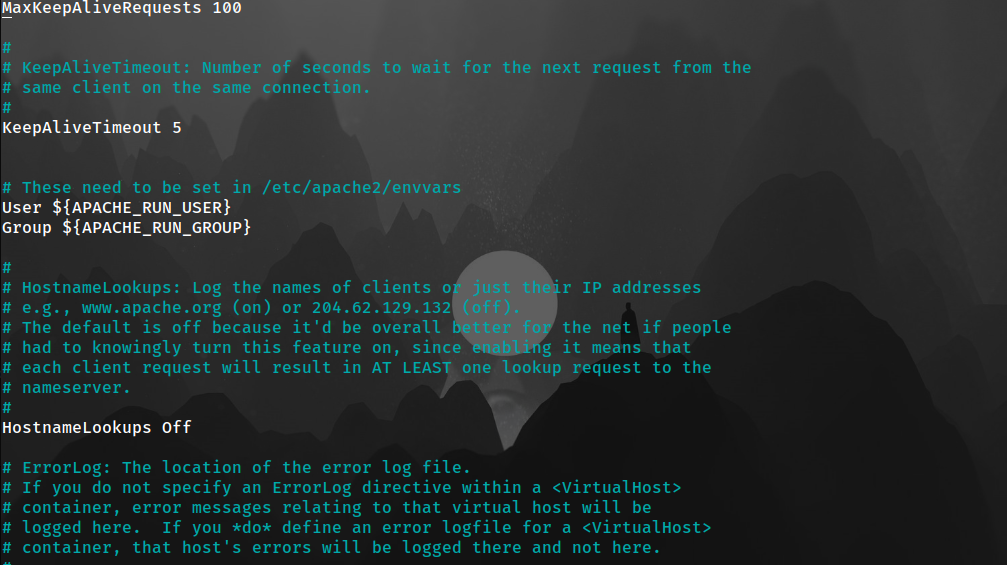 MaxKeepAliveRequests 100
#
# KeepAliveTimeout: Number of seconds to wait for the next request from the
# same client on the same connection.
#
KeepAliveTimeout 5
# These need to be set in /etc/apache2/envvars
User ${APACHE_RUN_USER}
Group ${APACHE_RUN_GROUP}
#
# HostnameLookups: Log the names of clients or just their IP addresses
# e.g., www.apache.org (on) or 204.62.129.132 (off).
# The default is off because it'd be overall better for the net if people
# had to knowingly turn this feature on, since enabling it means that
# each client request will result in AT LEAST one lookup request to the
# nameserver.
#
HostnameLookups Off
# ErrorLog: The location of the error log file.
# If you do not specify an ErrorLog directive within a <VirtualHost>
# container, error messages relating to that virtual host will be
# logged here.  If you *do* define an error logfile for a <VirtualHost>
# container, that host's errors will be logged there and not here.
#